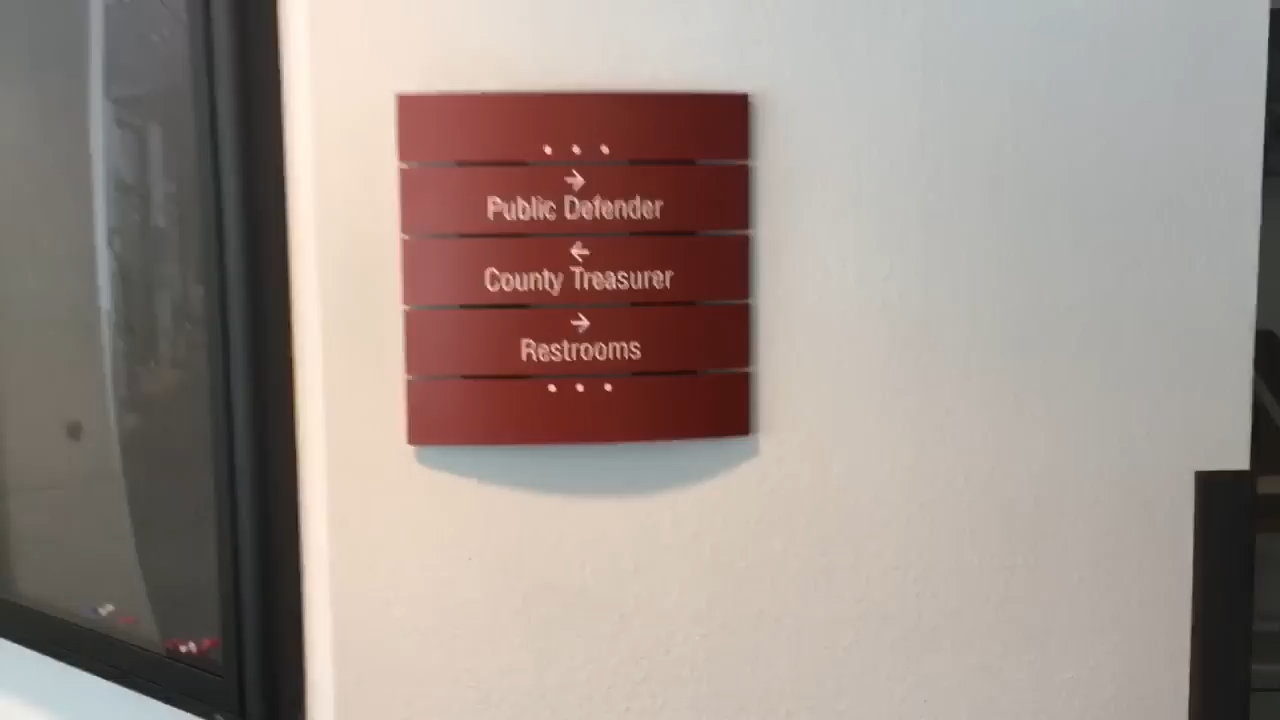 • • •
→
Public Defender
←
County Treasurer
→
Restrooms
• • •